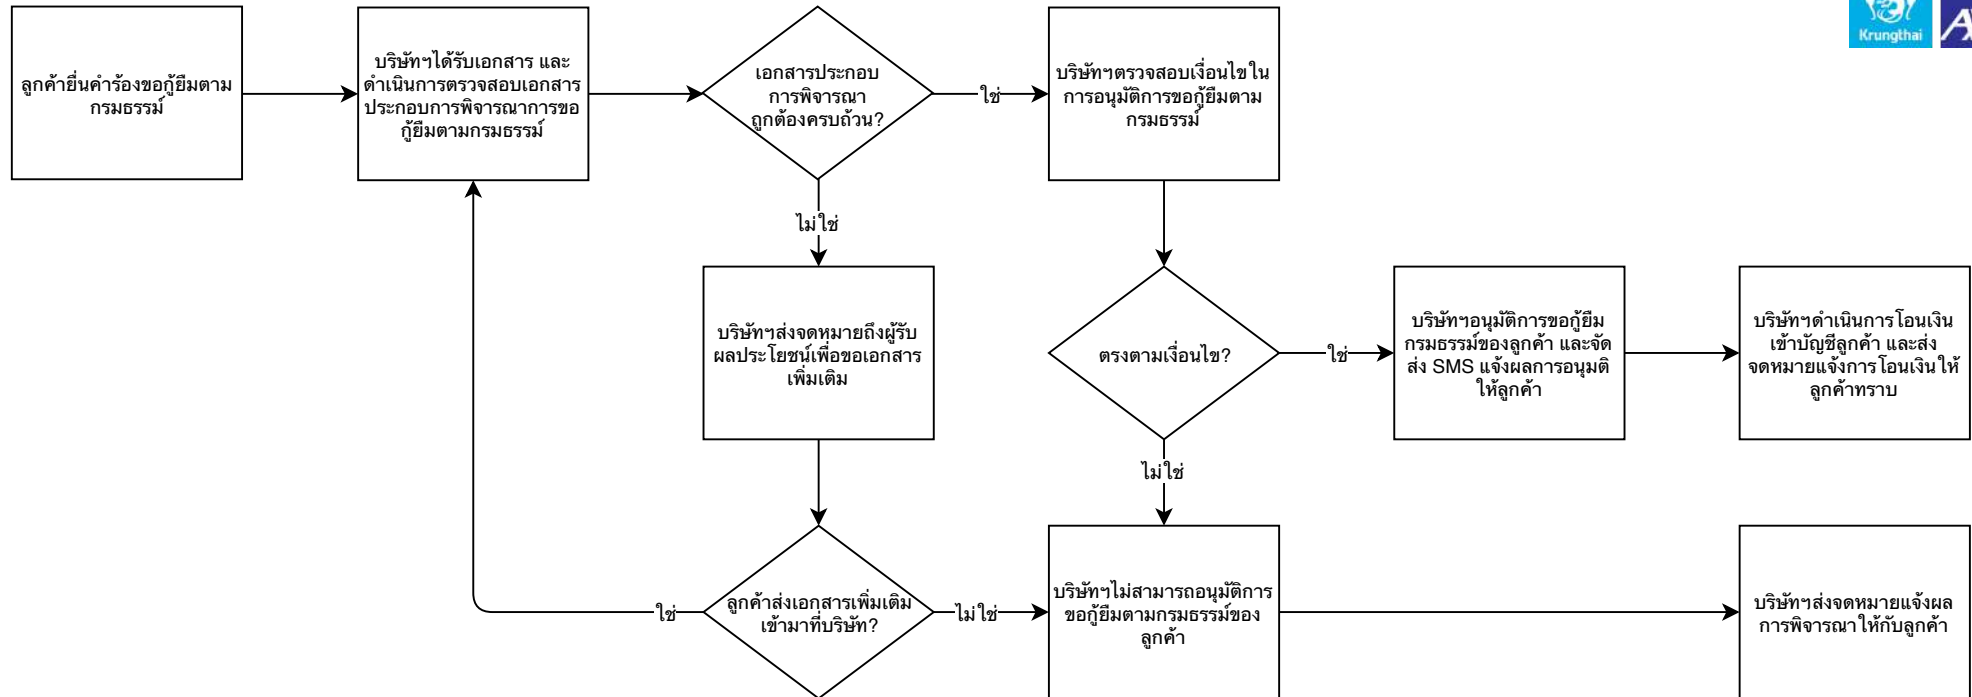 Krungthai
ลูกค้ายื่นคำร้องขอกู้ยืมตาม
กรมธรรม์
บริษัทฯได้รับเอกสาร และ
ดำเนินการตรวจสอบเอกสาร
ประกอบการพิจารณาการขอ
กู้ยืมตามกรมธรรม์
เอกสารประกอบ
การพิจารณา
ถูกต้องครบถ้วน?
ใช่
บริษัทฯตรวจสอบเงื่อนไขใน
การอนุมัติการขอกู้ยืมตาม
กรมธรรม์
ไม่ใช่
บริษัทฯส่งจดหมายถึงผู้รับ
ผลประโยชน์เพื่อขอเอกสาร
เพิ่มเติม
ตรงตามเงื่อนไข?
ใช่
บริษัทฯอนุมัติการขอกู้ยืม
กรมธรรม์ของลูกค้า และจัด
ส่ง SMS แจ้งผลการอนุมติ
ให้ลูกค้า
บริษัทฯดำเนินการโอนเงิน
เข้าบัญชีลูกค้า และส่ง
จดหมายแจ้งการโอนเงินให้
ลูกค้าทราบ
ไม่ใช่
ลูกค้าส่งเอกสารเพิ่มเติม
เข้ามาที่บริษัท?
ใช่
ไม่ใช่
บริษัทฯไม่สามารถอนุมัติการ
ขอกู้ยืมตามกรมธรรม์ของ
ลูกค้า
บริษัทฯส่งจดหมายแจ้งผล
การพิจารณาให้กับลูกค้า